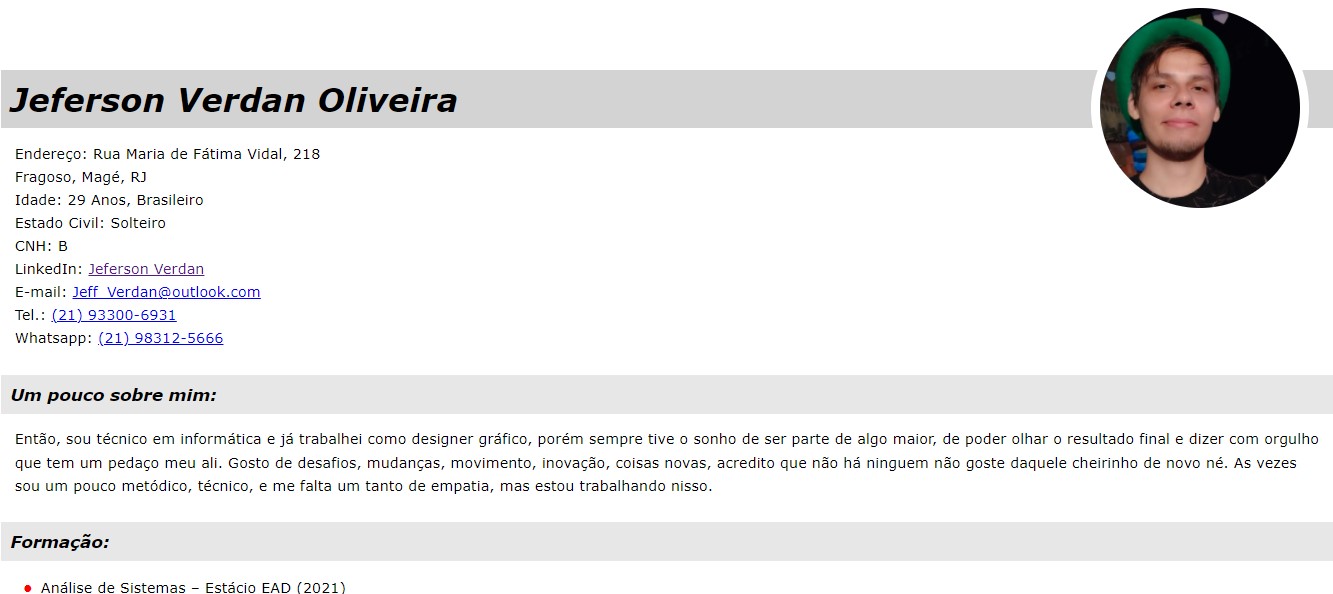 Jeferson Verdan Oliveira
Endereço: Rua Maria de Fátima Vidal, 218
Fragoso, Magé, RJ
Idade: 29 Anos, Brasileiro
Estado Civil: Solteiro
CNH: B
LinkedIn: Jeferson Verdan
E-mail: Jeff_Verdan@outlook.com
Tel.: (21) 93300-6931
Whatsapp: (21) 98312-5666
Um pouco sobre mim:
Então, sou técnico em informática e já trabalhei como designer gráfico, porém sempre tive o sonho de ser parte de algo maior, de poder olhar o resultado final e dizer com orgulho
que tem um pedaço meu ali. Gosto de desafios, mudanças, movimento, inovação, coisas novas, acredito que não há ninguem não goste daquele cheirinho de novo né. As vezes
sou um pouco metódico, técnico, e me falta um tanto de empatia, mas estou trabalhando nisso.
Formação:
Análise de Sistemas – Estácio EAD (2021)